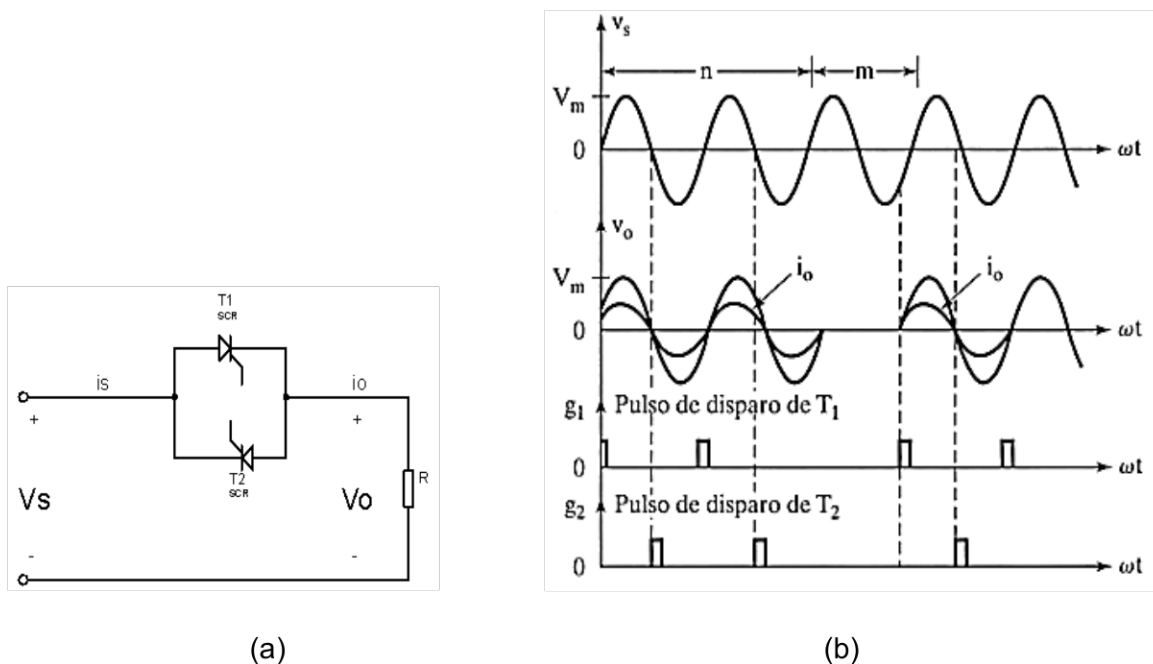 T1
SCR
is
io
+
+
T2
SCR
R
Vs
Vo
-
-
(a)
vs
n
m
Vm
0
ωt
vo
Vm
io
io
0
ωt
g1
Pulso de disparo de T1
0
ωt
g2
Pulso de disparo de T2
0
ωt
(b)